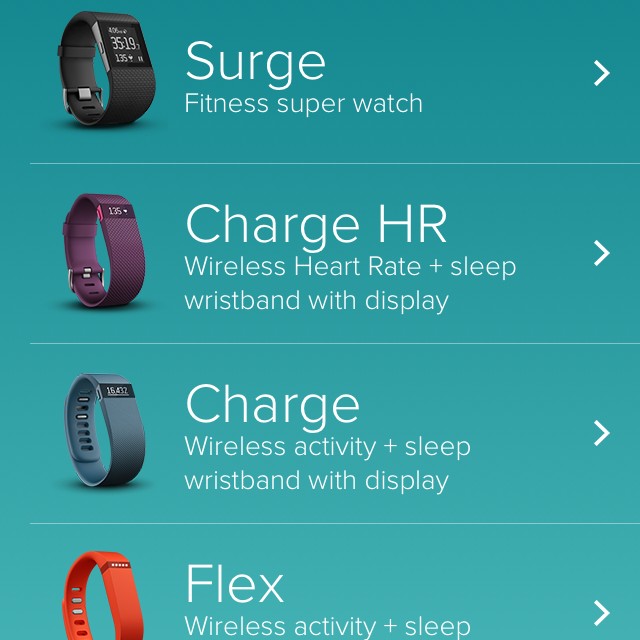 4:06
35:19
135
Surge
Fitness super watch
135
Charge HR
Wireless Heart Rate + sleep
wristband with display
16,437
Charge
Wireless activity + sleep
wristband with display
Flex
Wireless activity + sleep